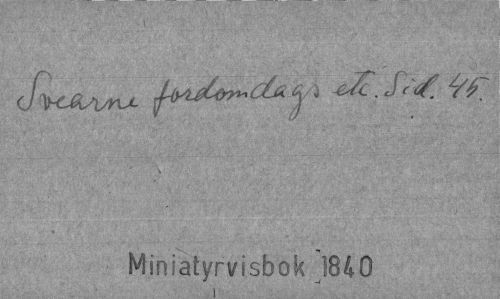 Svearne fordomdags etc. Sid. 45.
Miniatyrvisbok 1840